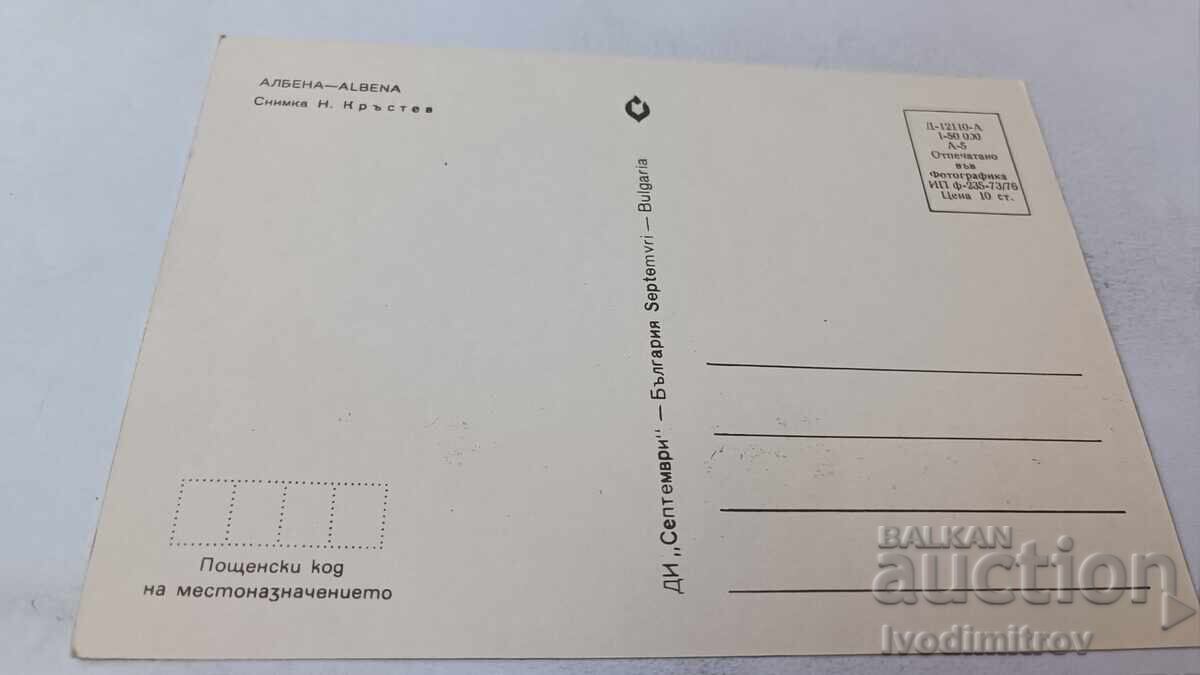 АЛБЕНА—ALBENA
Снимка Н. Кръстев
ДИ „Септември" — България Septemvri — Bulgaria
Д-12110-А
1-50 000
А-5
Отпечатано
във
Фотографика
ИП ф-235-73/76
Цена 10 ст.
Пощенски код
на местоназначението
BALKAN
auction
Ivodimitrov